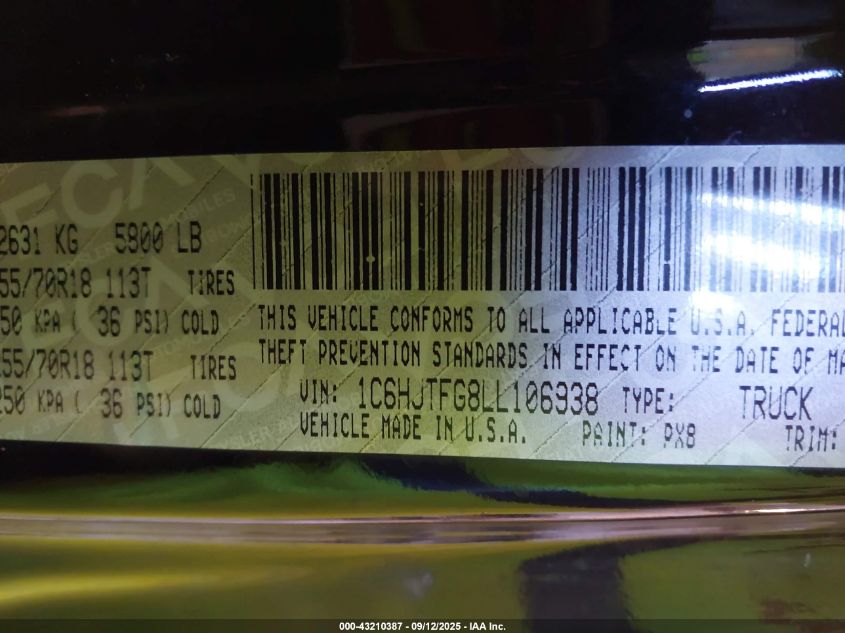 2631 KG 5800 LB
55/70R18 113T TIRES
50 KPA ( 36 PSI) COLD
255/70R18 113T TIRES
250 KPA ( 36 PSI) COLD
THIS VEHICLE CONFORMS TO ALL APPLICABLE U.S.A. FEDERAL
THEFT PREVENTION STANDARDS IN EFFECT ON THE DATE OF MA
VIN: 1C6HJTFG8LL106938 TYPE: TRUCK
VEHICLE MADE IN U.S.A. PAINT: PX8 TRIM:
000-43210387 - 09/12/2025 - IAA Inc.